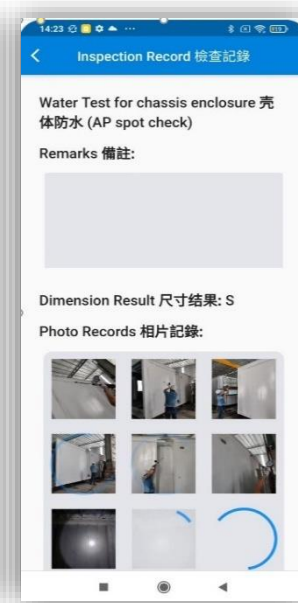 14:23
Inspection Record 檢查記錄
Water Test for chassis enclosure 壳
体防水 (AP spot check)
Remarks 備註:
Dimension Result 尺寸结果: S
Photo Records 相片記錄: